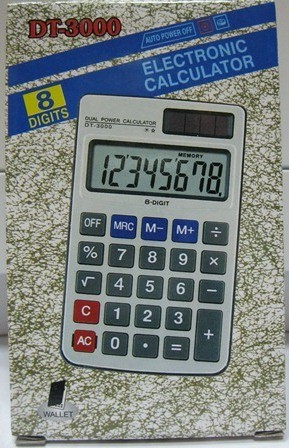 DT-3000
AUTO POWER OFF
ELECTRONIC
CALCULATOR
8
DIGITS
DUAL POWER CALCULATOR
DT-3000
MEMORY
12345678.
8-DIGIT
OFF MRC M− M+ ÷
% 7 8 9 ×
√ 4 5 6 −
C 1 2 3 +
AC 0 · =
WALLET